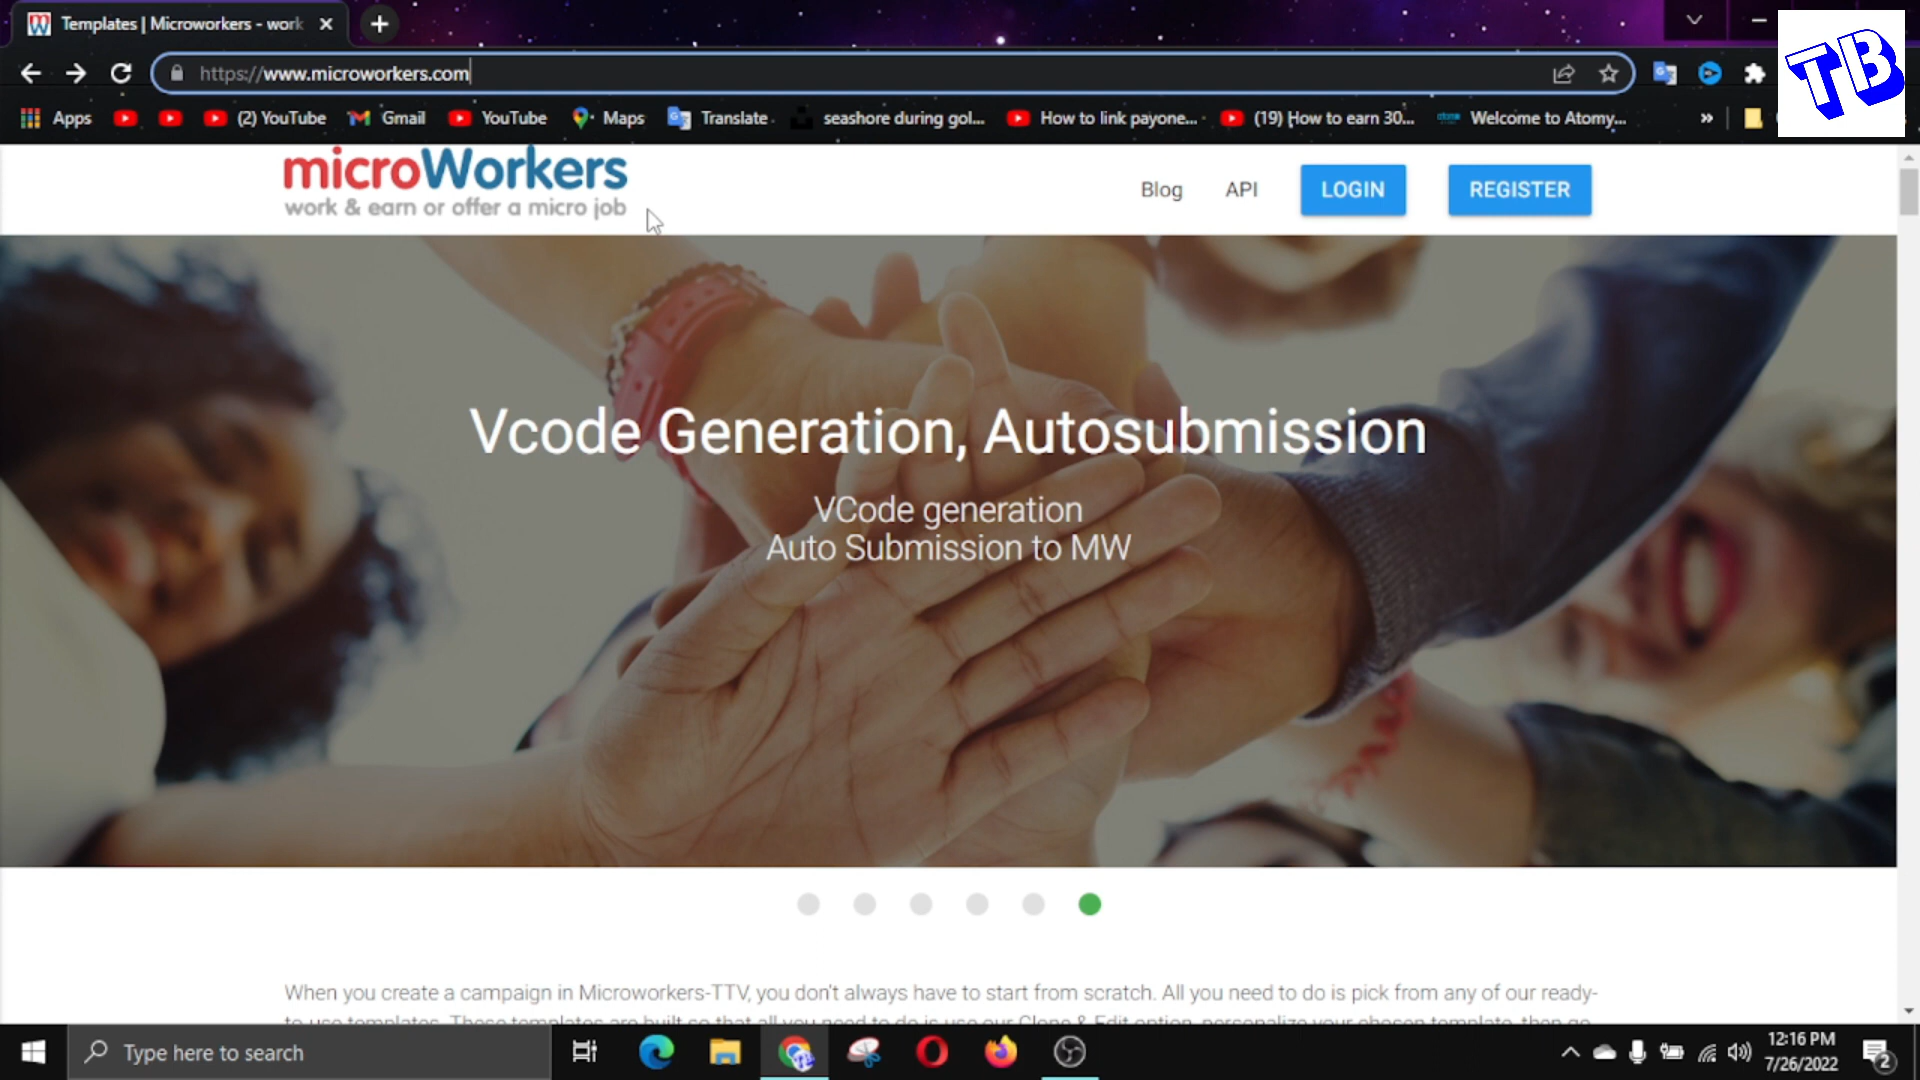 Templates | Microworkers - work
https://www.microworkers.com
TB
Apps
(2) YouTube
Gmail
YouTube
Maps
Translate
seashore during gol...
How to link payone...
(19) How to earn 30...
Welcome to Atomy...
»
microWorkers
work & earn or offer a micro job
Blog
API
LOGIN
REGISTER
Vcode Generation, Autosubmission
VCode generation
Auto Submission to MW
When you create a campaign in Microworkers-TTV, you don't always have to start from scratch. All you need to do is pick from any of our ready-
to-use templates. These templates are built so that all you need to do is use our Clone & Edit option, personalize your chosen template, then go
Type here to search
12:16 PM
7/26/2022
2